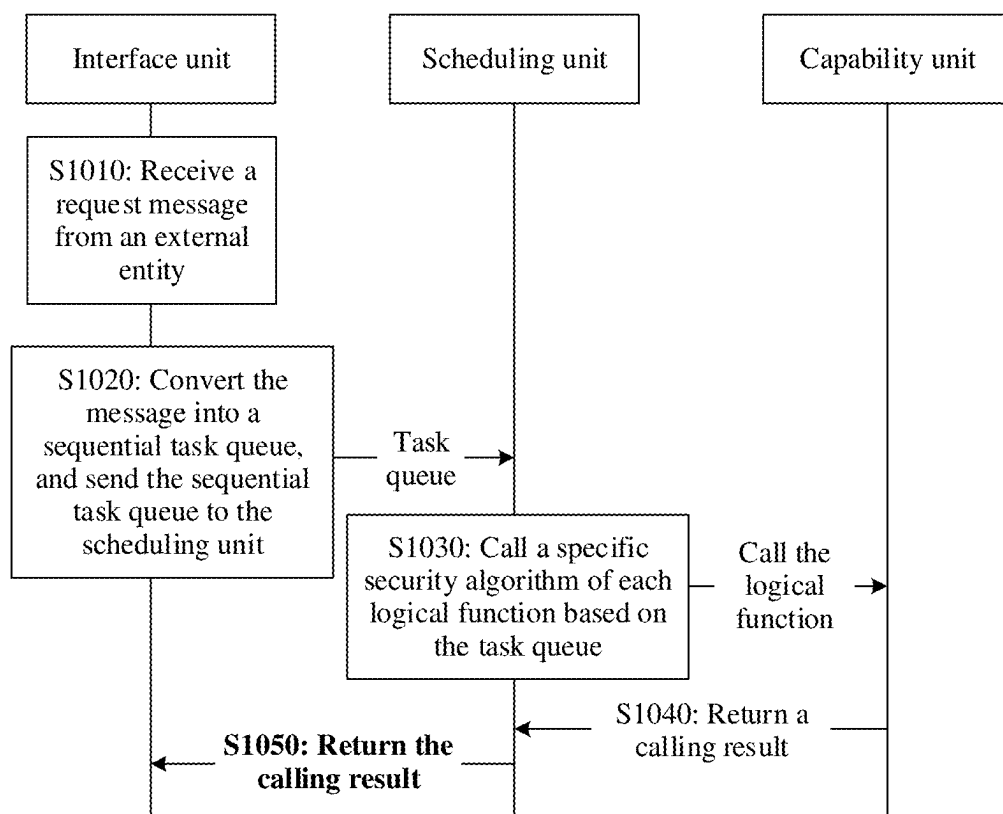 Interface unit
Scheduling unit
Capability unit
S1010: Receive a
request message
from an external
entity
S1020: Convert the
message into a
sequential task queue,
and send the sequential
task queue to the
scheduling unit
Task
queue
S1030: Call a specific
security algorithm of each
logical function based on
the task queue
Call the
logical
function
S1040: Return a
calling result
S1050: Return the
calling result